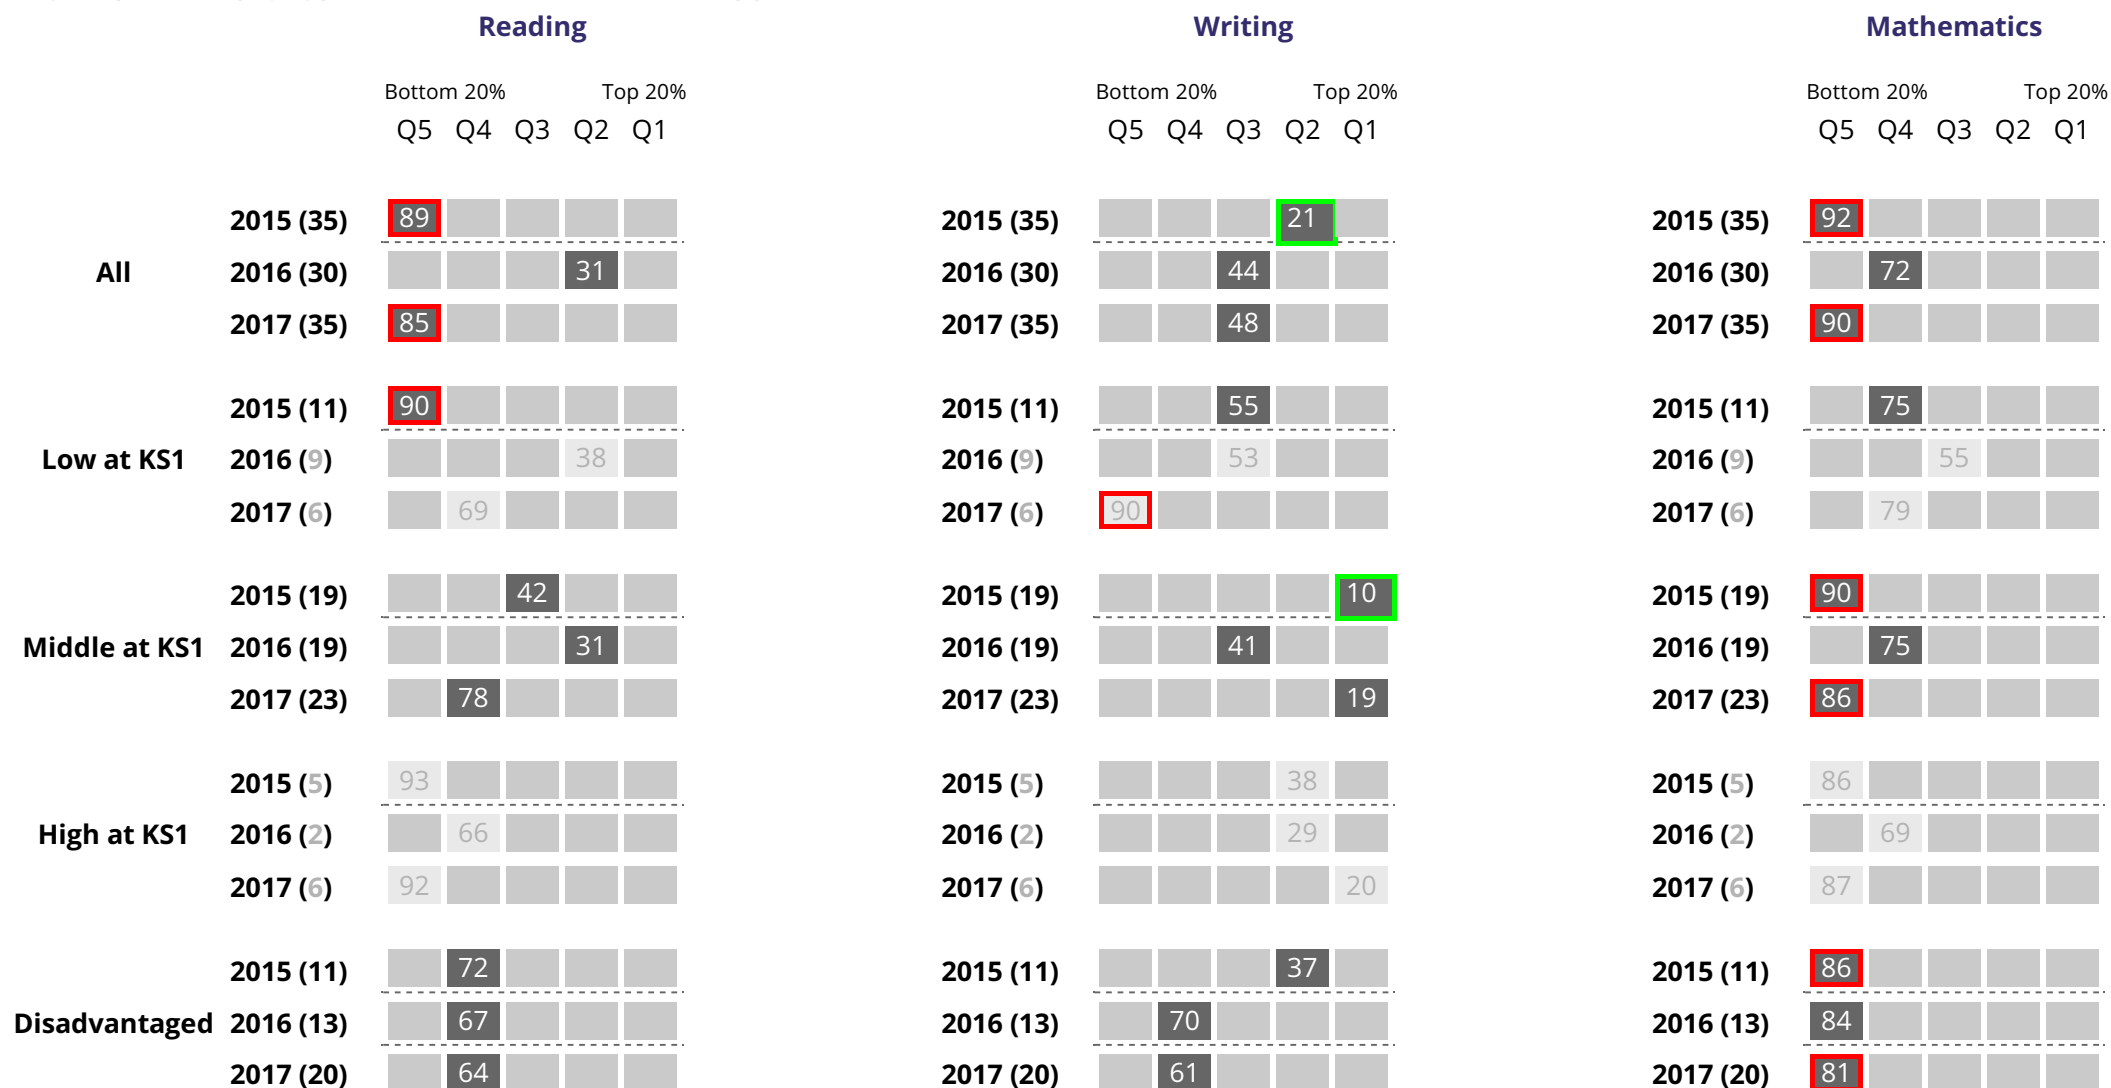 Reading Writing Mathematics
Bottom 20% Top 20% Bottom 20% Top 20% Bottom 20% Top 20%
Q5 Q4 Q3 Q2 Q1 Q5 Q4 Q3 Q2 Q1 Q5 Q4 Q3 Q2 Q1
2015 (35) 89 2015 (35) 21 2015 (35) 92
All 2016 (30) 31 2016 (30) 44 2016 (30) 72
2017 (35) 85 2017 (35) 48 2017 (35) 90
2015 (11) 90 2015 (11) 55 2015 (11) 75
Low at KS1 2016 (9) 38 2016 (9) 53 2016 (9) 55
2017 (6) 69 2017 (6) 90 2017 (6) 79
2015 (19) 42 2015 (19) 10 2015 (19) 90
Middle at KS1 2016 (19) 31 2016 (19) 41 2016 (19) 75
2017 (23) 78 2017 (23) 19 2017 (23) 86
2015 (5) 93 2015 (5) 38 2015 (5) 86
High at KS1 2016 (2) 66 2016 (2) 29 2016 (2) 69
2017 (6) 92 2017 (6) 20 2017 (6) 87
2015 (11) 72 2015 (11) 37 2015 (11) 86
Disadvantaged 2016 (13) 67 2016 (13) 70 2016 (13) 84
2017 (20) 64 2017 (20) 61 2017 (20) 81